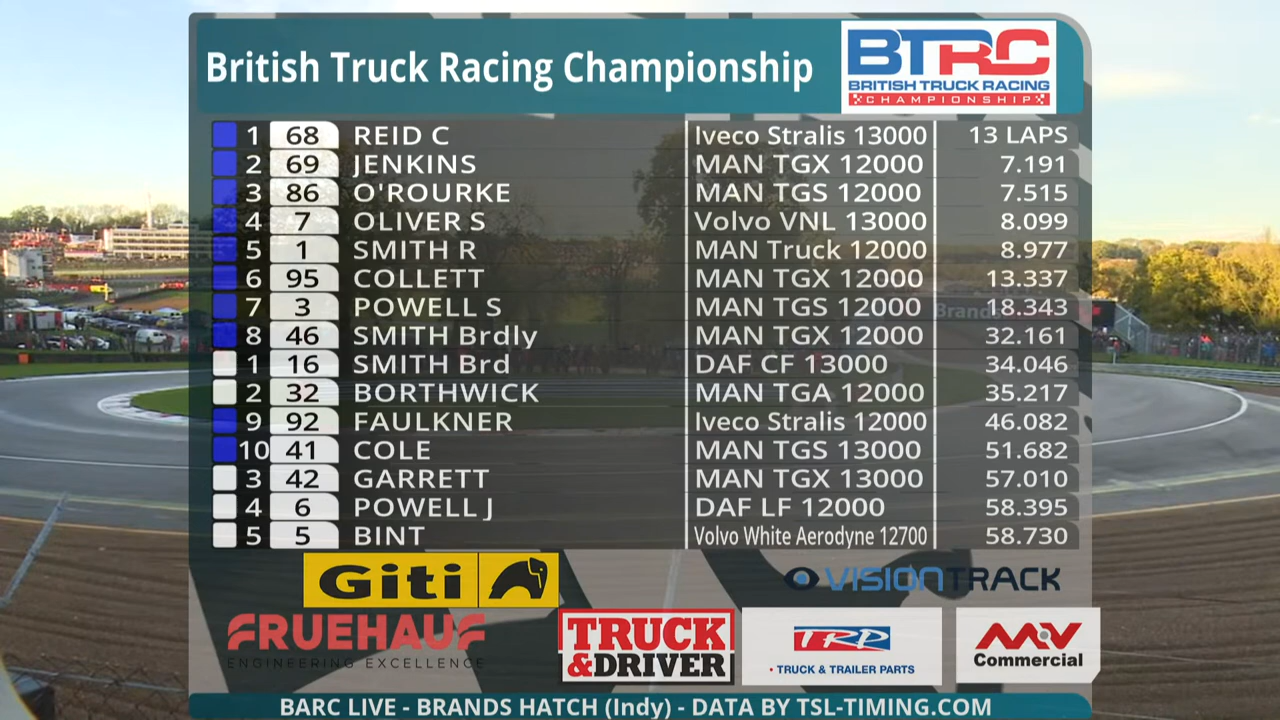 British Truck Racing Championship
BTRC
BRITISH TRUCK RACING
CHAMPIONSHIP
1 68 REID C Iveco Stralis 13000 13 LAPS
2 69 JENKINS MAN TGX 12000 7.191
3 86 O'ROURKE MAN TGS 12000 7.515
4 7 OLIVER S Volvo VNL 13000 8.099
5 1 SMITH R MAN Truck 12000 8.977
6 95 COLLETT MAN TGX 12000 13.337
7 3 POWELL S MAN TGS 12000 18.343
8 46 SMITH Brdly MAN TGX 12000 32.161
1 16 SMITH Brd DAF CF 13000 34.046
2 32 BORTHWICK MAN TGA 12000 35.217
9 92 FAULKNER Iveco Stralis 12000 46.082
10 41 COLE MAN TGS 13000 51.682
3 42 GARRETT MAN TGX 13000 57.010
4 6 POWELL J DAF LF 12000 58.395
5 5 BINT Volvo White Aerodyne 12700 58.730
Giti
VISIONTRACK
FRUEHAUF
ENGINEERING EXCELLENCE
TRUCK
&DRIVER
TRP
• TRUCK & TRAILER PARTS
MV
Commercial
BARC LIVE - BRANDS HATCH (Indy) - DATA BY TSL-TIMING.COM